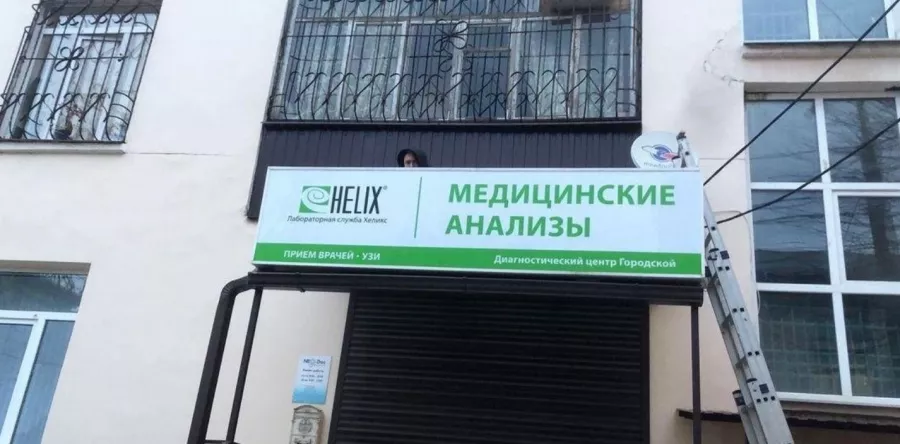 HELIX®
Лабораторная служба Хеликс
МЕДИЦИНСКИЕ
АНАЛИЗЫ
ПРИЕМ ВРАЧЕЙ · УЗИ
Диагностический центр Городской